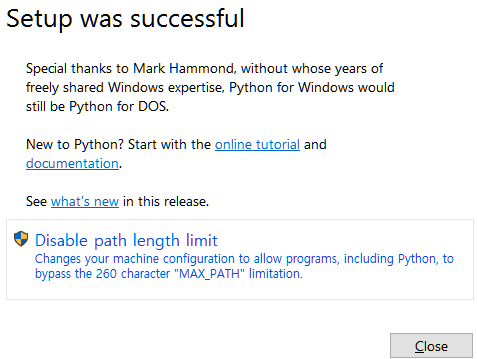 Setup was successful
Special thanks to Mark Hammond, without whose years of
freely shared Windows expertise, Python for Windows would
still be Python for DOS.
New to Python? Start with the online tutorial and
documentation.
See what's new in this release.
Disable path length limit
Changes your machine configuration to allow programs, including Python, to
bypass the 260 character "MAX_PATH" limitation.
Close